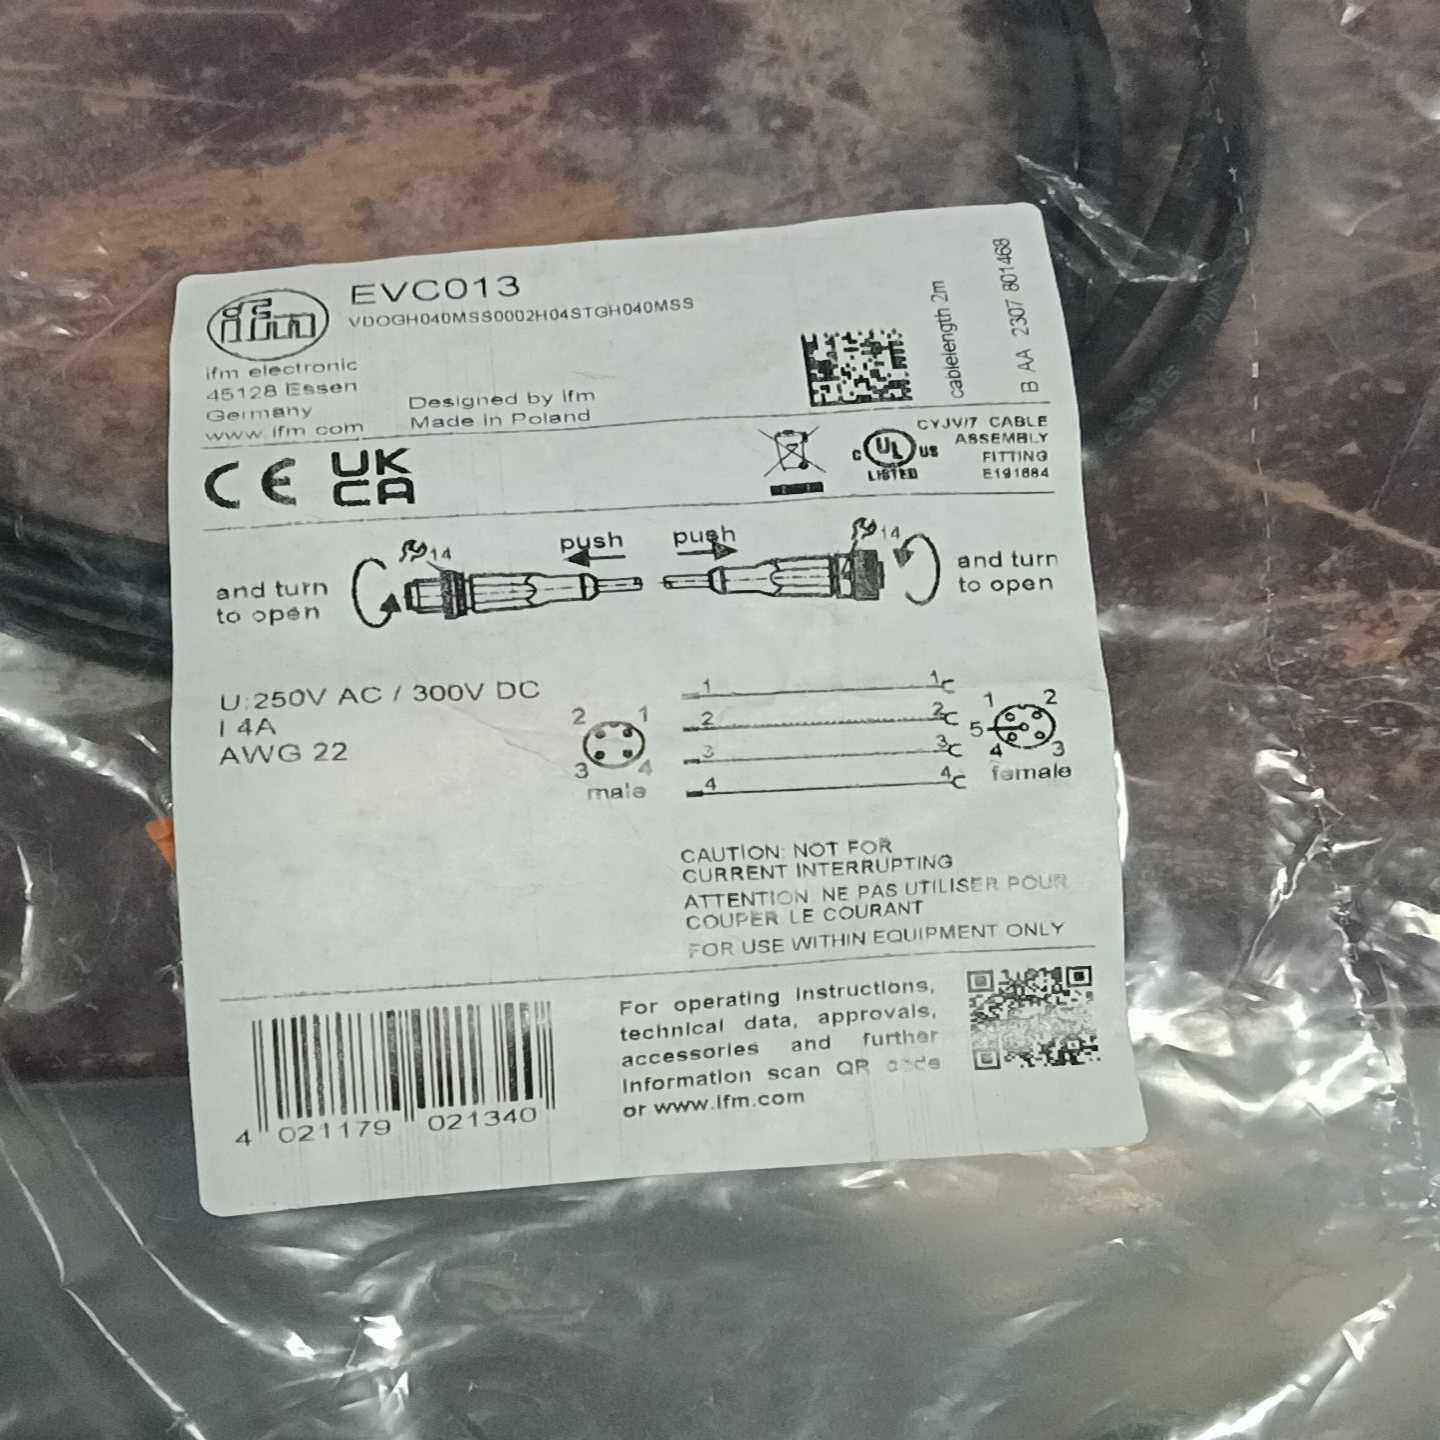 ifm
EVC013
VDOGH040MSS0002H04STGH040MSS
ifm electronic
45128 Essen
Germany
www.ifm.com
Designed by ifm
Made in Poland
cablelength 2m
B AA 2307 801468
CE
UK
CA
C UL US
LISTED
CYJV/7 CABLE
ASSEMBLY
FITTING
E191684
and turn
to open
14
push
push
14
and turn
to open
U:250V AC / 300V DC
I 4A
AWG 22
2 1
3 4
male
1 1
2 2
3 3
4 4
1 2
5
4 3
female
CAUTION: NOT FOR
CURRENT INTERRUPTING
ATTENTION: NE PAS UTILISER POUR
COUPER LE COURANT
FOR USE WITHIN EQUIPMENT ONLY
4 021179 021340
For operating instructions,
technical data, approvals,
accessories and further
information scan QR code
or www.ifm.com